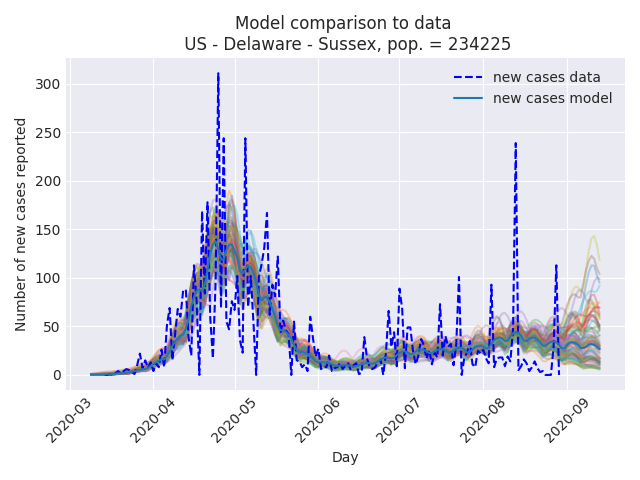 Model comparison to data
US - Delaware - Sussex, pop. = 234225
new cases data
new cases model
Number of new cases reported
300
250
200
150
100
50
0
2020-03
2020-04
2020-05
2020-06
2020-07
2020-08
2020-09
Day